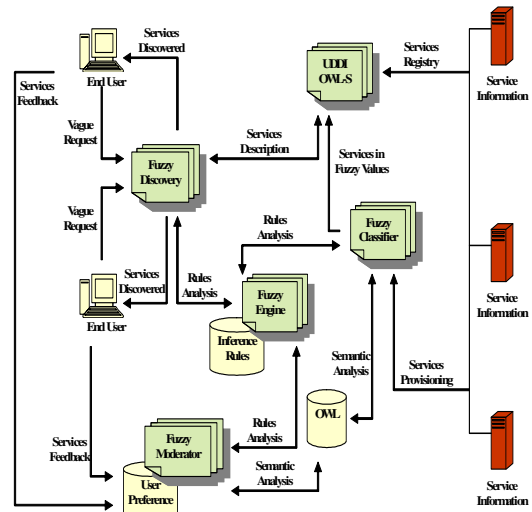 Services
Discovered
End User
Services
Feedback
Vague
Request
Fuzzy
Discovery
Services
Description
UDDI
OWL-S
Services
Registry
Service
Information
Services in
Fuzzy Values
Vague
Request
Services
Discovered
End User
Rules
Analysis
Rules
Analysis
Fuzzy
Classifier
Fuzzy
Engine
Inference
Rules
Service
Information
Semantic
Analysis
Services
Provisioning
OWL
Services
Feedback
Rules
Analysis
Fuzzy
Moderator
User
Preference
Semantic
Analysis
Service
Information